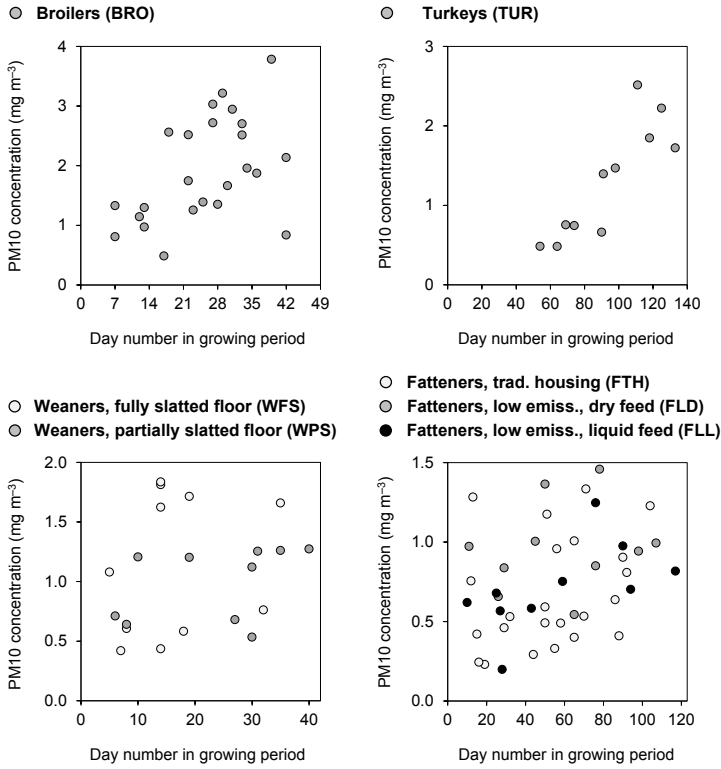 Broilers (BRO)
PM10 concentration (mg m⁻³)
4
3
2
1
0
0 7 14 21 28 35 42 49
Day number in growing period
Turkeys (TUR)
PM10 concentration (mg m⁻³)
3
2
1
0
0 20 40 60 80 100 120 140
Day number in growing period
Weaners, fully slatted floor (WFS)
Weaners, partially slatted floor (WPS)
PM10 concentration (mg m⁻³)
2.0
1.5
1.0
0.5
0.0
0 10 20 30 40
Day number in growing period
Fatteners, trad. housing (FTH)
Fatteners, low emiss., dry feed (FLD)
Fatteners, low emiss., liquid feed (FLL)
PM10 concentration (mg m⁻³)
1.5
1.0
0.5
0.0
0 20 40 60 80 100 120
Day number in growing period